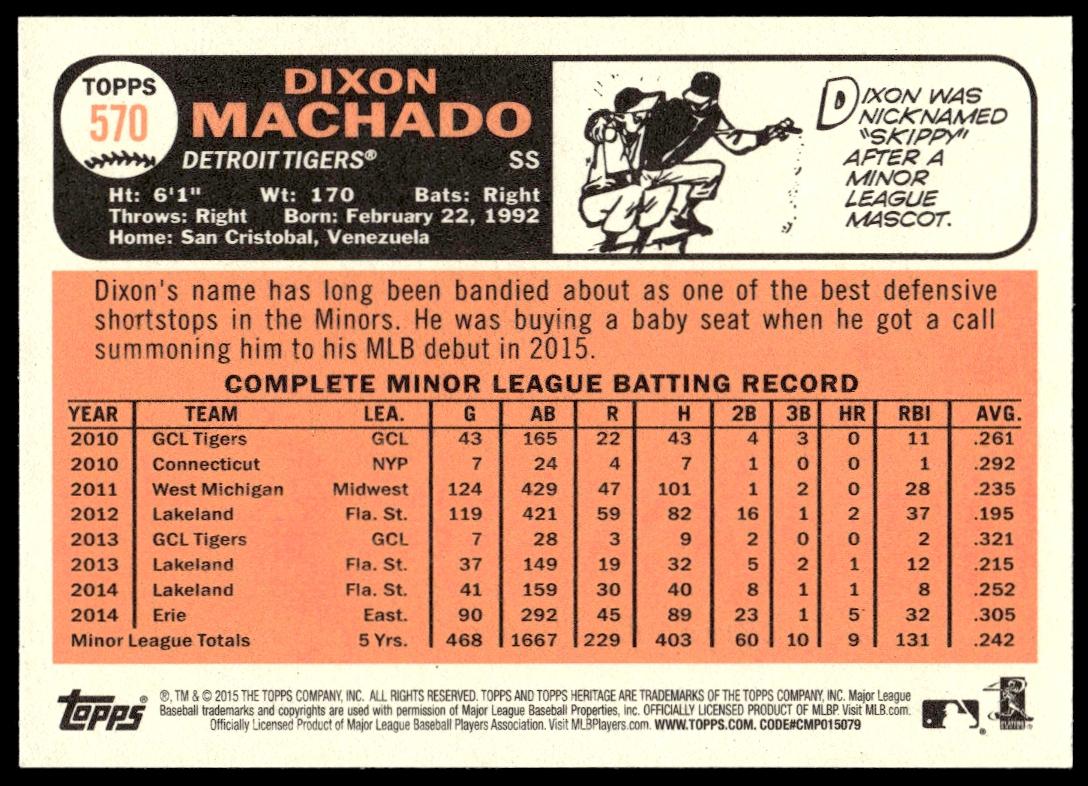 TOPPS
570
DIXON
MACHADO
DETROIT TIGERS® SS
Ht: 6'1" Wt: 170 Bats: Right
Throws: Right Born: February 22, 1992
Home: San Cristobal, Venezuela
DIXON WAS
NICKNAMED
"SKIPPY"
AFTER A
MINOR
LEAGUE
MASCOT.
Dixon's name has long been bandied about as one of the best defensive
shortstops in the Minors. He was buying a baby seat when he got a call
summoning him to his MLB debut in 2015.
COMPLETE MINOR LEAGUE BATTING RECORD
YEAR TEAM LEA. G AB R H 2B 3B HR RBI AVG.
2010 GCL Tigers GCL 43 165 22 43 4 3 0 11 .261
2010 Connecticut NYP 7 24 4 7 1 0 0 1 .292
2011 West Michigan Midwest 124 429 47 101 1 2 0 28 .235
2012 Lakeland Fla. St. 119 421 59 82 16 1 2 37 .195
2013 GCL Tigers GCL 7 28 3 9 2 0 0 2 .321
2013 Lakeland Fla. St. 37 149 19 32 5 2 1 12 .215
2014 Lakeland Fla. St. 41 159 30 40 8 1 1 8 .252
2014 Erie East. 90 292 45 89 23 1 5 32 .305
Minor League Totals 5 Yrs. 468 1667 229 403 60 10 9 131 .242
TOPPS®
®, TM & © 2015 THE TOPPS COMPANY, INC. ALL RIGHTS RESERVED. TOPPS AND TOPPS HERITAGE ARE TRADEMARKS OF THE TOPPS COMPANY, INC. Major League
Baseball trademarks and copyrights are used with permission of Major League Baseball Properties, Inc. OFFICIALLY LICENSED PRODUCT OF MLBP. Visit MLB.com.
Officially Licensed Product of Major League Baseball Players Association. Visit MLBPlayers.com. WWW.TOPPS.COM. CODE#CMP015079